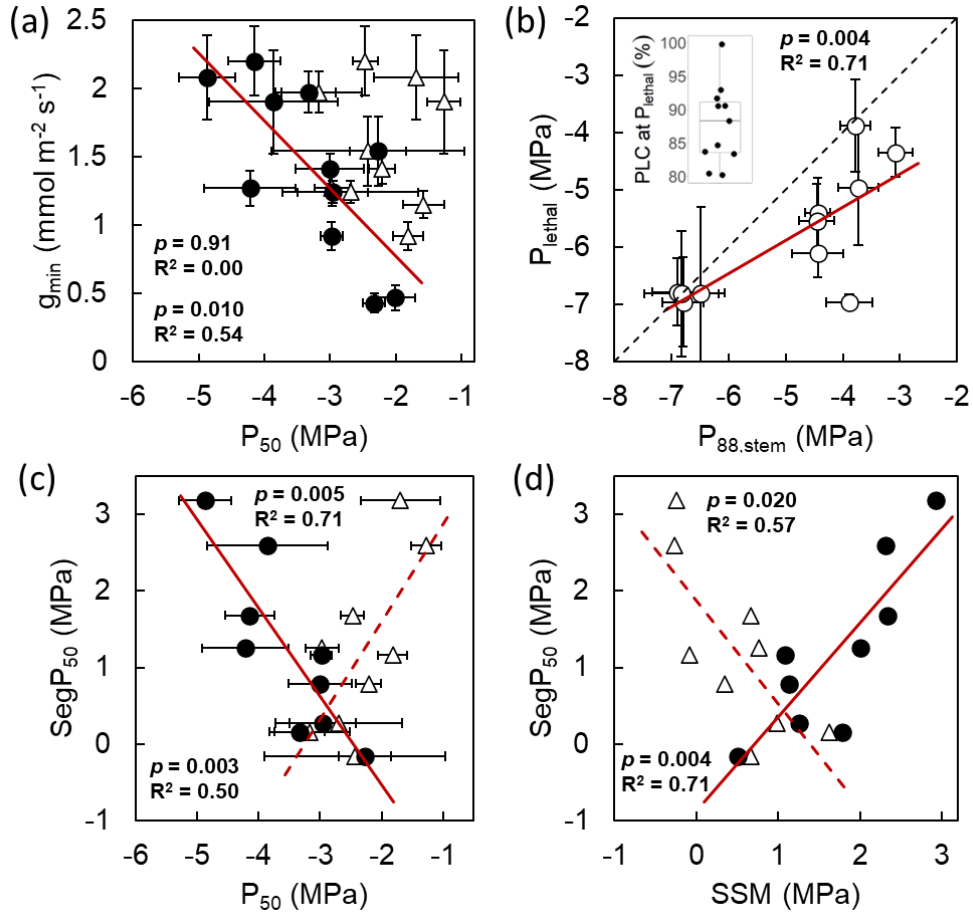 (a)
2.5
2
1.5
1
0.5
0
g_min (mmol m⁻² s⁻¹)
p = 0.91
R² = 0.00
p = 0.010
R² = 0.54
-6 -5 -4 -3 -2 -1
P₅₀ (MPa)
(b)
-2
-3
-4
-5
-6
-7
-8
P_lethal (MPa)
100
95
90
85
80
PLC at P_lethal (%)
p = 0.004
R² = 0.71
-8 -7 -6 -5 -4 -3 -2
P₈₈,stem (MPa)
(c)
3
2
1
0
-1
SegP₅₀ (MPa)
p = 0.005
R² = 0.71
p = 0.003
R² = 0.50
-6 -5 -4 -3 -2 -1
P₅₀ (MPa)
(d)
3
2
1
0
-1
SegP₅₀ (MPa)
p = 0.020
R² = 0.57
p = 0.004
R² = 0.71
-1 0 1 2 3
SSM (MPa)